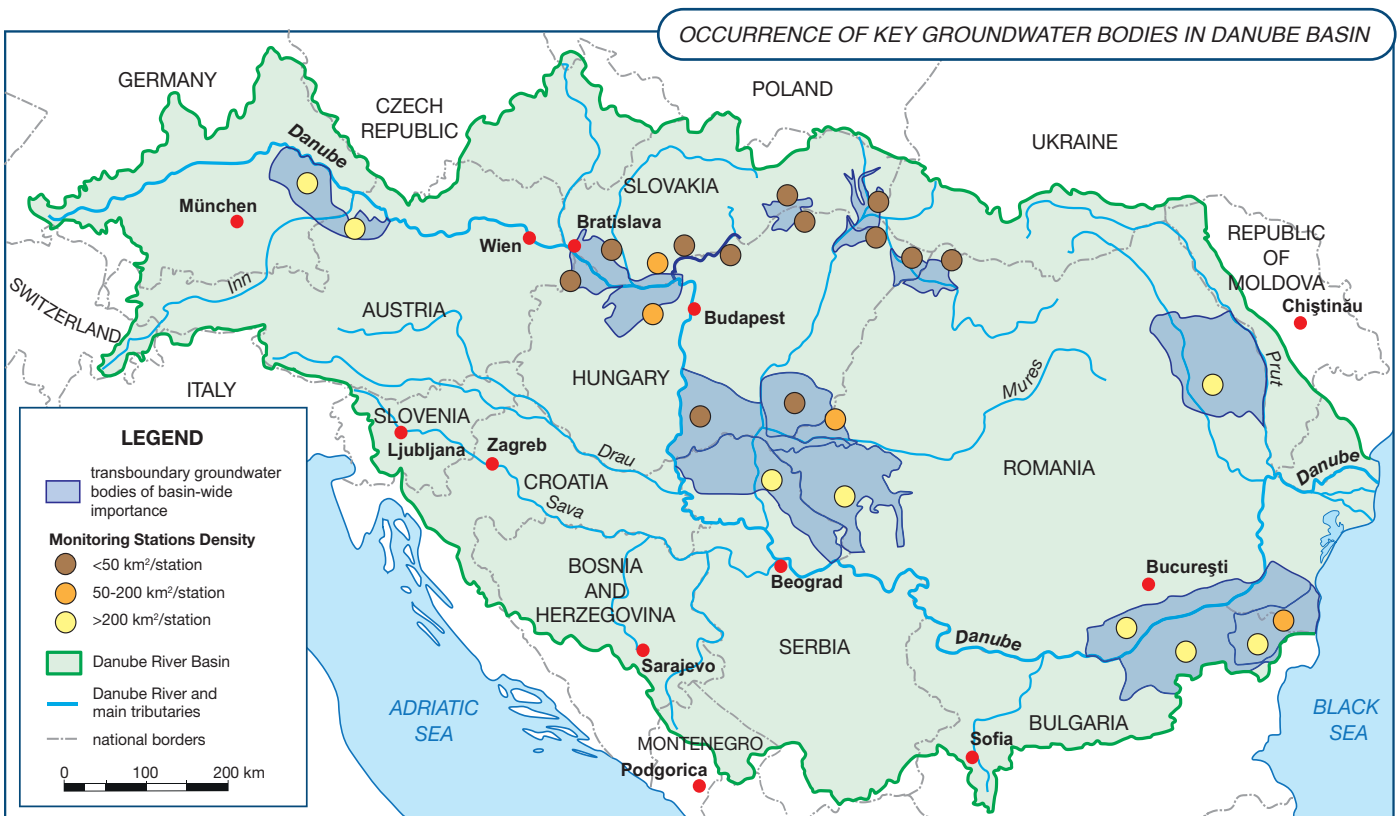 OCCURRENCE OF KEY GROUNDWATER BODIES IN DANUBE BASIN
GERMANY
CZECH
REPUBLIC
POLAND
UKRAINE
Danube
SLOVAKIA
München
Bratislava
Wien
REPUBLIC
OF
MOLDOVA
Chiştinău
Inn
SWITZERLAND
AUSTRIA
Budapest
ITALY
HUNGARY
Mures
Prut
SLOVENIA
Ljubljana
Zagreb
CROATIA
Drau
Sava
ROMANIA
Danube
BOSNIA
AND
HERZEGOVINA
Beograd
Bucureşti
Danube
SERBIA
Sarajevo
ADRIATIC
SEA
BLACK
SEA
BULGARIA
Sofia
MONTENEGRO
Podgorica
LEGEND
transboundary groundwater
bodies of basin-wide
importance
Monitoring Stations Density
<50 km²/station
50-200 km²/station
>200 km²/station
Danube River Basin
Danube River and
main tributaries
national borders
0 100 200 km